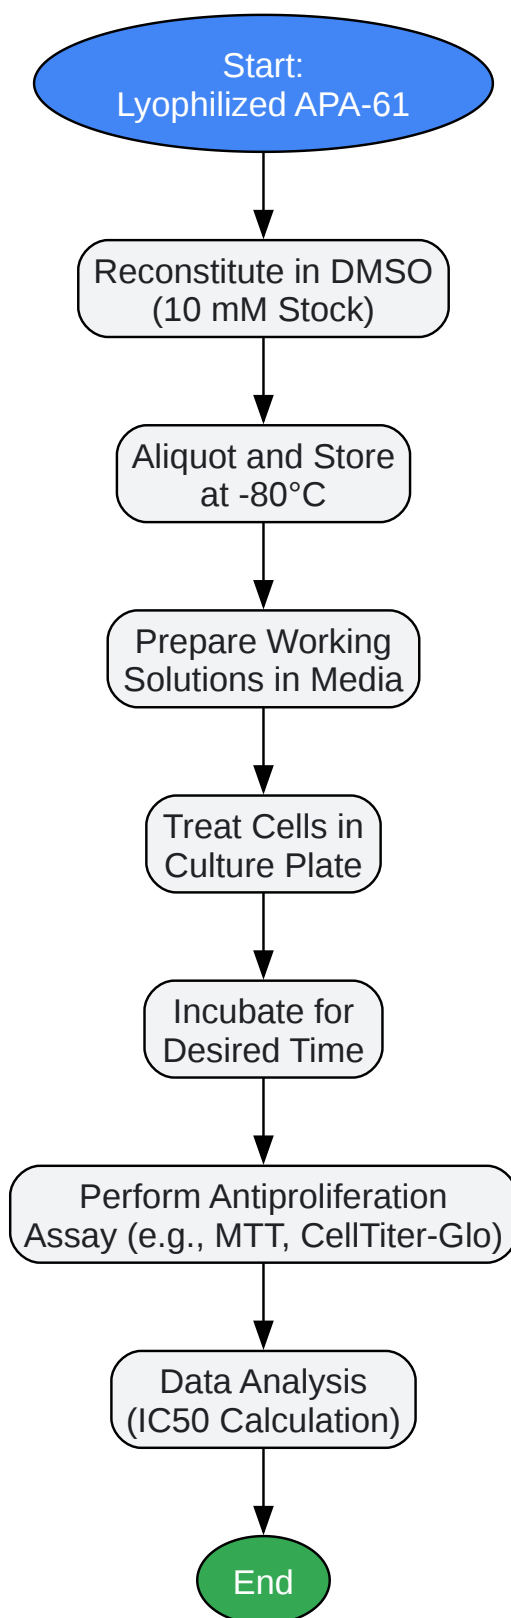 Start:
Lyophilized APA-61
Reconstitute in DMSO
(10 mM Stock)
Aliquot and Store
at -80°C
Prepare Working
Solutions in Media
Treat Cells in
Culture Plate
Incubate for
Desired Time
Perform Antiproliferation
Assay (e.g., MTT, CellTiter-Glo)
Data Analysis
(IC50 Calculation)
End